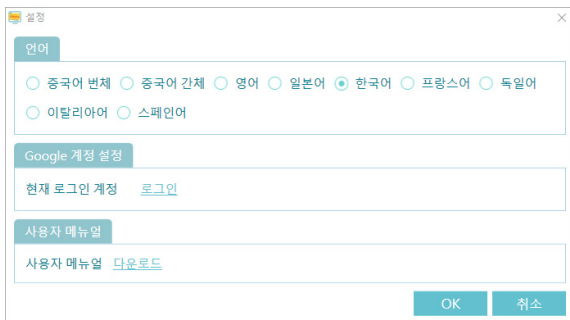 설정
언어
중국어 번체 중국어 간체 영어 일본어 한국어 프랑스어 독일어
이탈리아어 스페인어
Google 계정 설정
현재 로그인 계정 로그인
사용자 메뉴얼
사용자 메뉴얼 다운로드
OK 취소